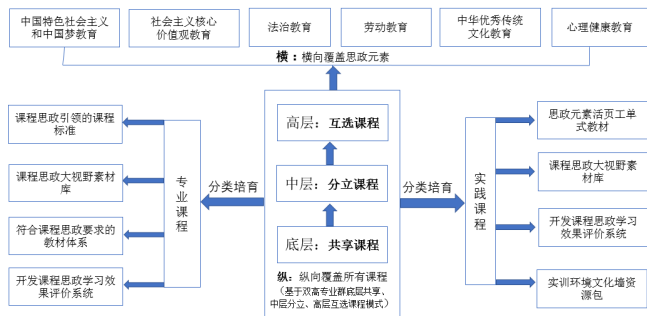 中国特色社会主义
和中国梦教育
社会主义核心
价值观教育
法治教育
劳动教育
中华优秀传统
文化教育
心理健康教育
横：横向覆盖思政元素
课程思政引领的课程
标准
课程思政大视野素材
库
符合课程思政要求的
教材体系
开发课程思政学习效
果评价系统
专业课程
分类培育
高层：互选课程
中层：分立课程
底层：共享课程
纵：纵向覆盖所有课程
（基于双高专业群底层共享、
中层分立、高层互选课程模式）
分类培育
实践课程
思政元素活页工单
式教材
课程思政大视野素
材库
开发课程思政学习
效果评价系统
实训环境文化墙资
源包